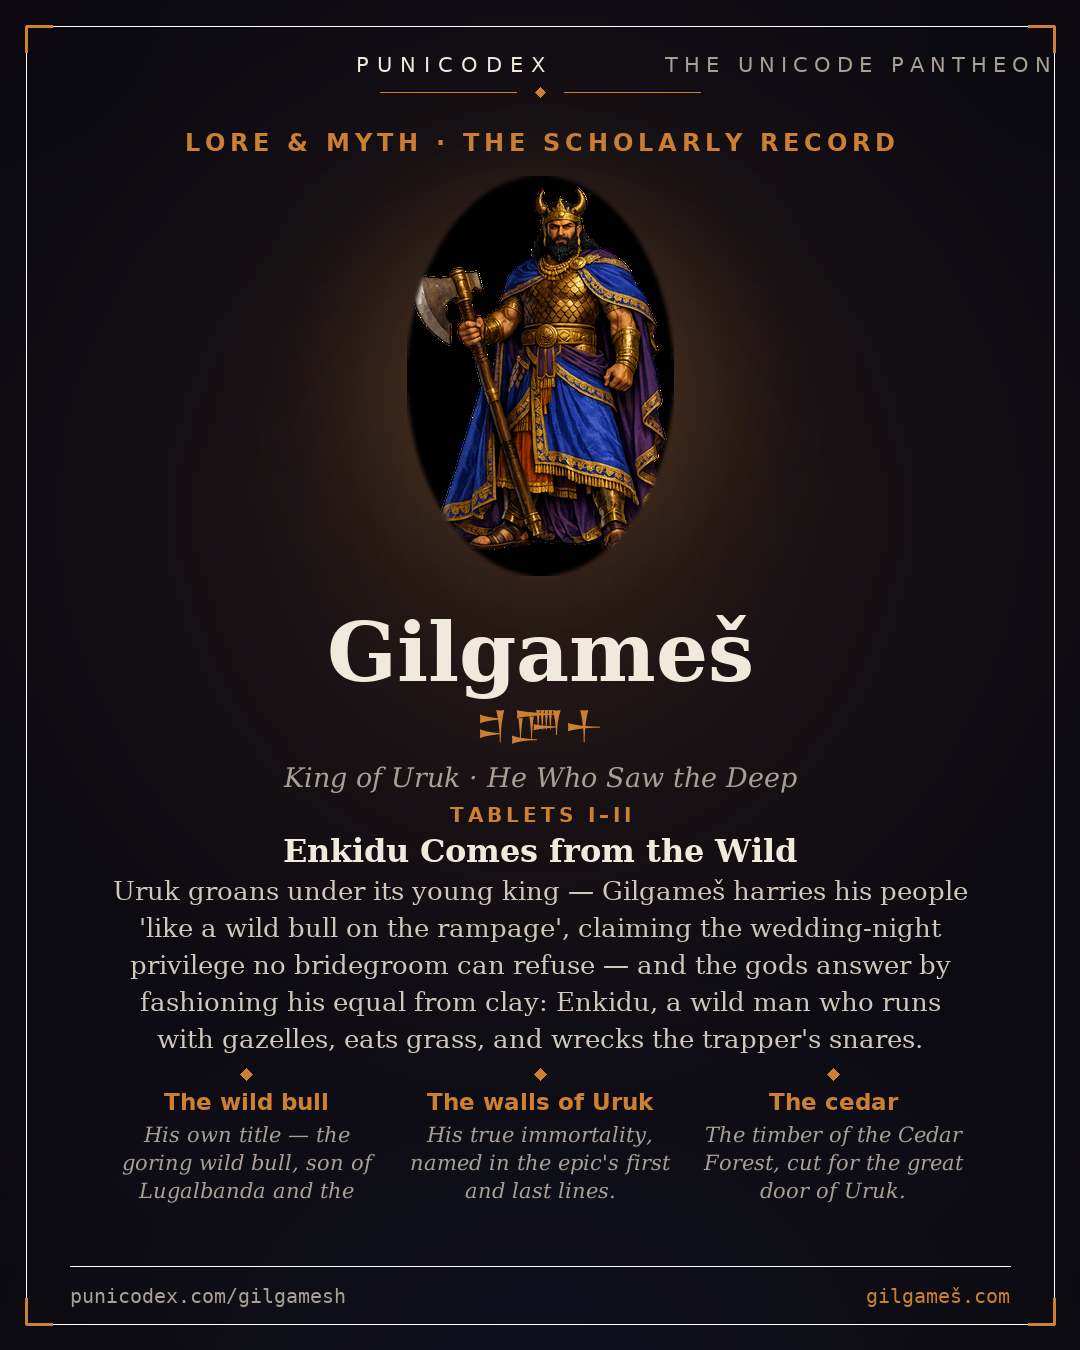 PUNICODEX THE UNICODE PANTHEON
LORE & MYTH · THE SCHOLARLY RECORD
Gilgameš
𒄑𒂆𒈦
King of Uruk · He Who Saw the Deep
TABLETS I–II
Enkidu Comes from the Wild
Uruk groans under its young king — Gilgameš harries his people
'like a wild bull on the rampage', claiming the wedding-night
privilege no bridegroom can refuse — and the gods answer by
fashioning his equal from clay: Enkidu, a wild man who runs
with gazelles, eats grass, and wrecks the trapper's snares.
The wild bull
His own title — the
goring wild bull, son of
Lugalbanda and the
The walls of Uruk
His true immortality,
named in the epic's first
and last lines.
The cedar
The timber of the Cedar
Forest, cut for the great
door of Uruk.
punicodex.com/gilgamesh
gilgameš.com